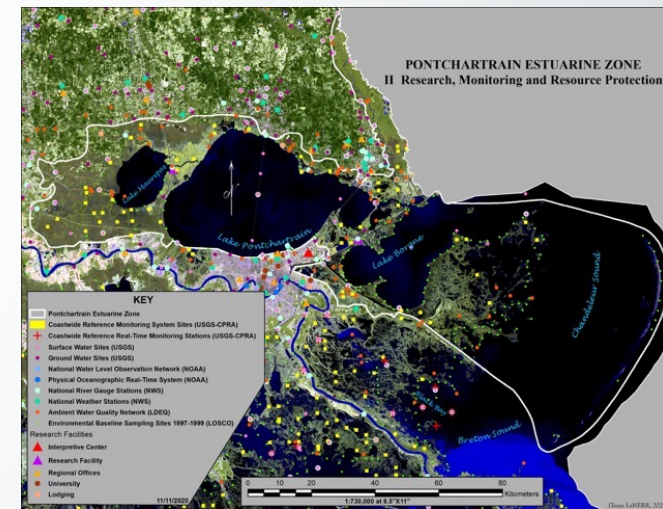 PONTCHARTRAIN ESTUARINE ZONE
II Research, Monitoring and Resource Protection
Lake Maurepas
Lake Pontchartrain
Lake Borgne
Chandeleur Sound
Breton Sound
KEY
Pontchartrain Estuarine Zone
Coastwide Reference Monitoring System Sites (USGS-CPRA)
Coastwide Reference Real-Time Monitoring Stations (USGS-CPRA)
Surface Water Sites (USGS)
Ground Water Sites (USGS)
National Water Level Observation Network (NOAA)
Physical Oceanographic Real-Time System (NOAA)
National River Gauge Stations (NWS)
National Weather Stations (NWS)
Ambient Water Quality Network (LDEQ)
Environmental Baseline Sampling Sites 1997-1999 (LOSCO)
Research Facilities
Interpretive Center
Research Facility
Regional Offices
University
Lodging
11/11/2020
0 10 20 40 60 80
Kilometers
1:730,000 at 8.5"X11"